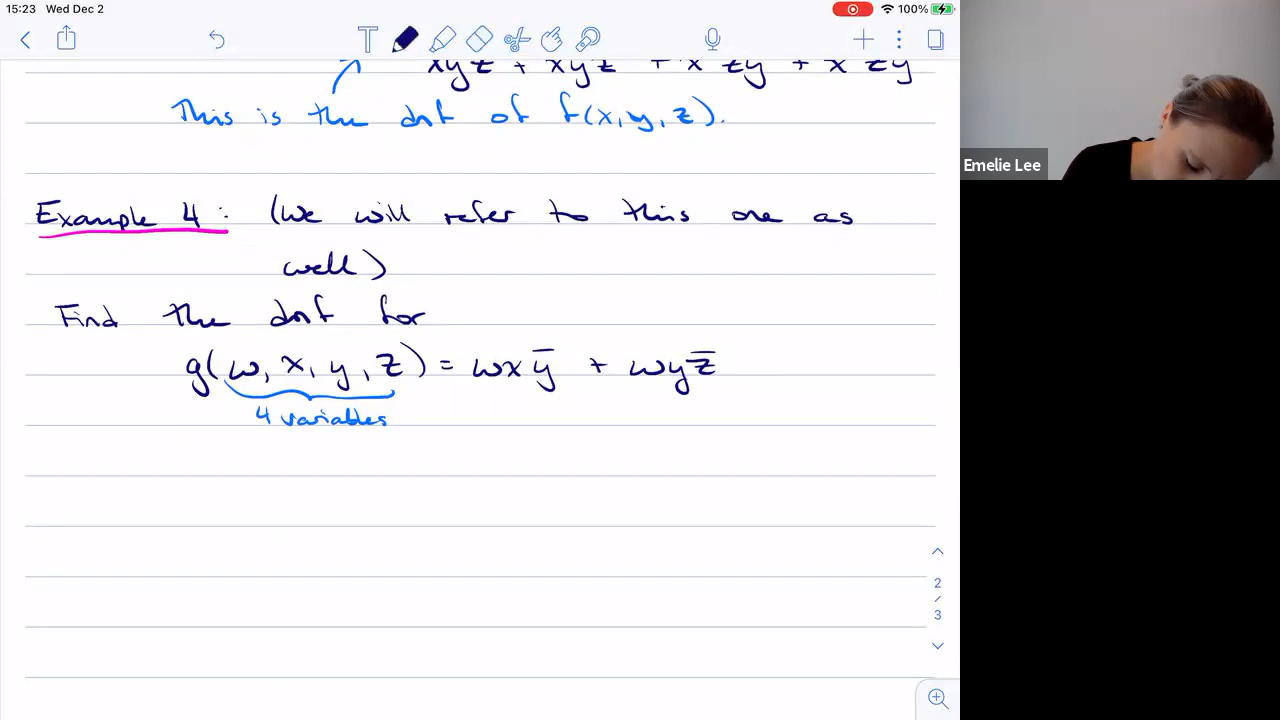 15:23 Wed Dec 2
100%
This is the dnf of f(x,y,z).
Emelie Lee
Example 4: (We will refer to this one as
well)
Find the dnf for
g(w, x, y, z) = wxȳ + wyz̄
4 variables
2
/
3